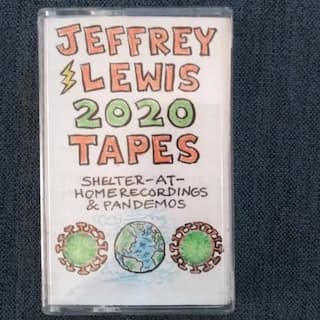 JEFFREY
LEWIS
2020
TAPES
SHELTER-AT-
HOMERECORDINGS
& PANDEMOS